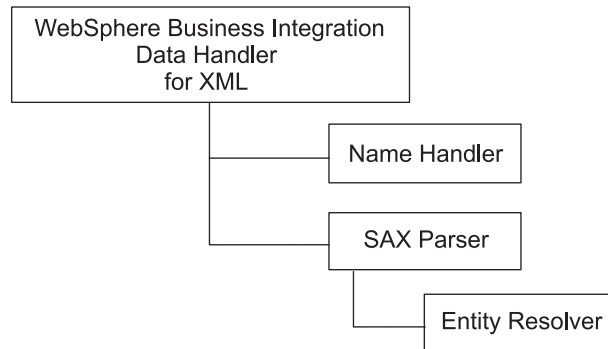 WebSphere Business Integration
Data Handler
for XML
Name Handler
SAX Parser
Entity Resolver